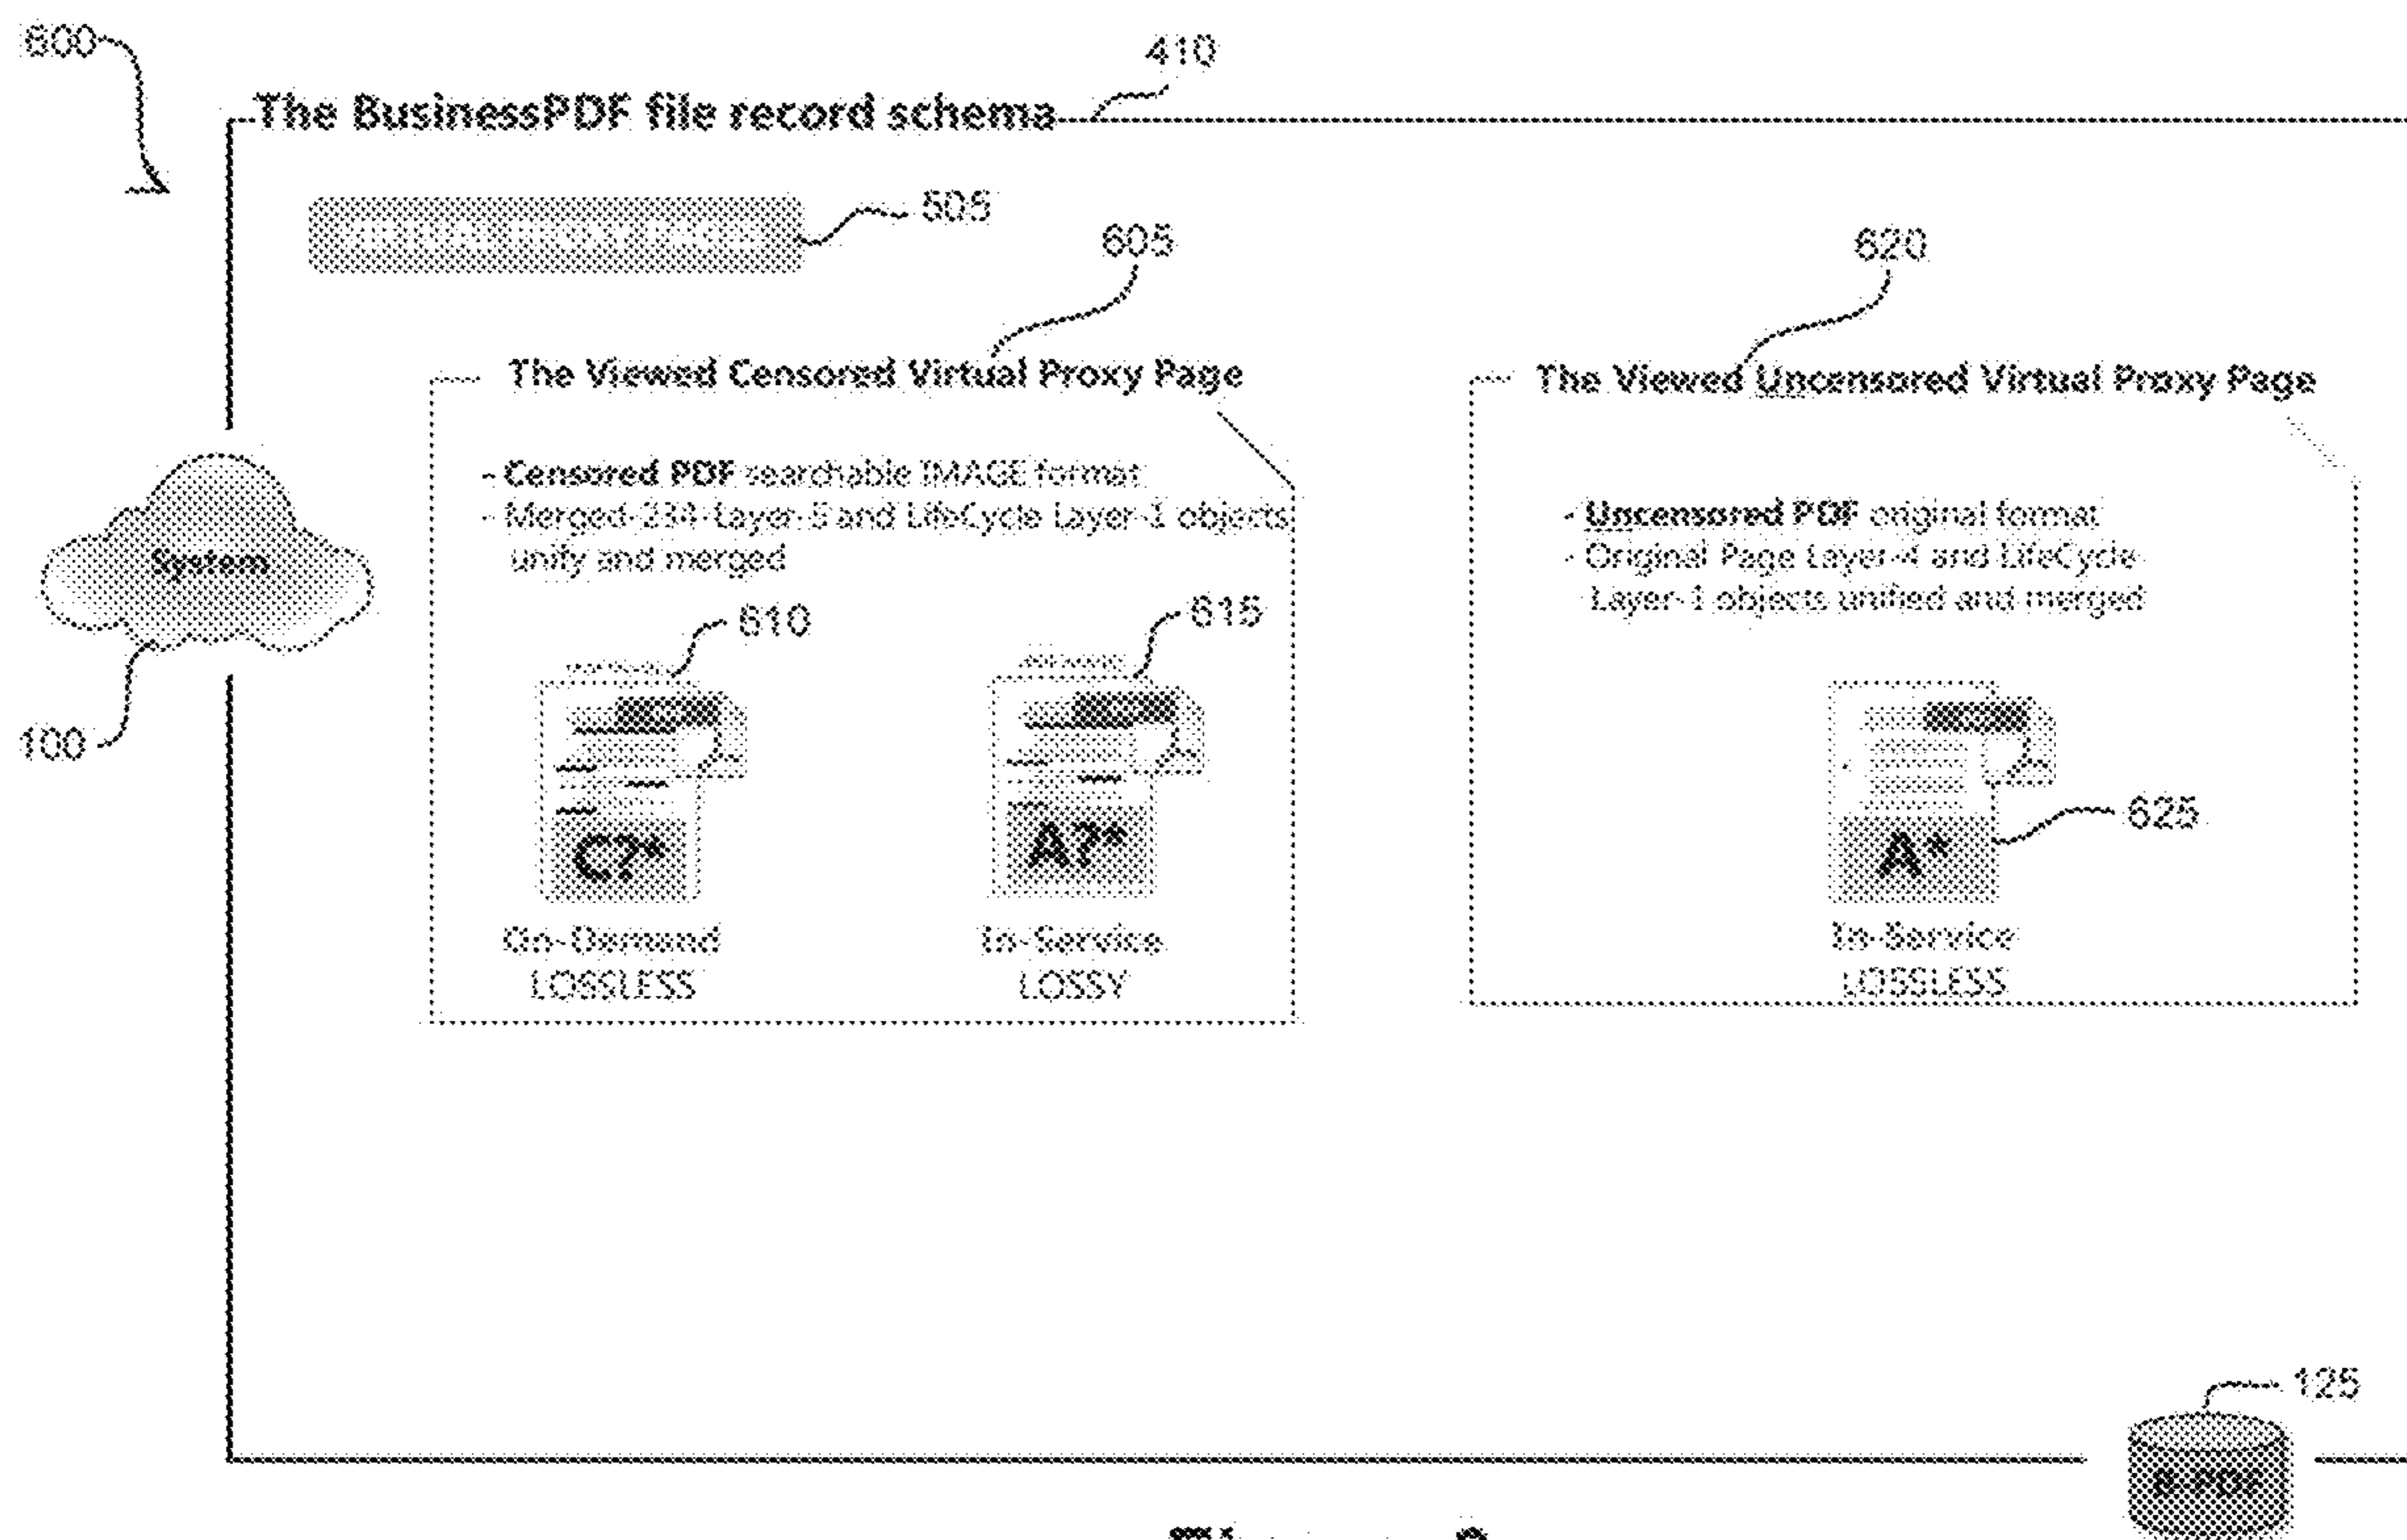 600
410
The BusinessPDF file record schema
505
605
620
The Viewed Censored Virtual Proxy Page
The Viewed Uncensored Virtual Proxy Page
- Censored PDF searchable IMAGE format
- Merged-234-Layer-5 and LifeCycle Layer-1 objects
unify and merged
- Uncensored PDF original format
- Original Page Layer-4 and LifeCycle
Layer-1 objects unified and merged
System
610
615
100
625
C?*
A?*
A*
On-Demand
LOSSLESS
In-Service
LOSSY
In-Service
LOSSLESS
125
B-PDF